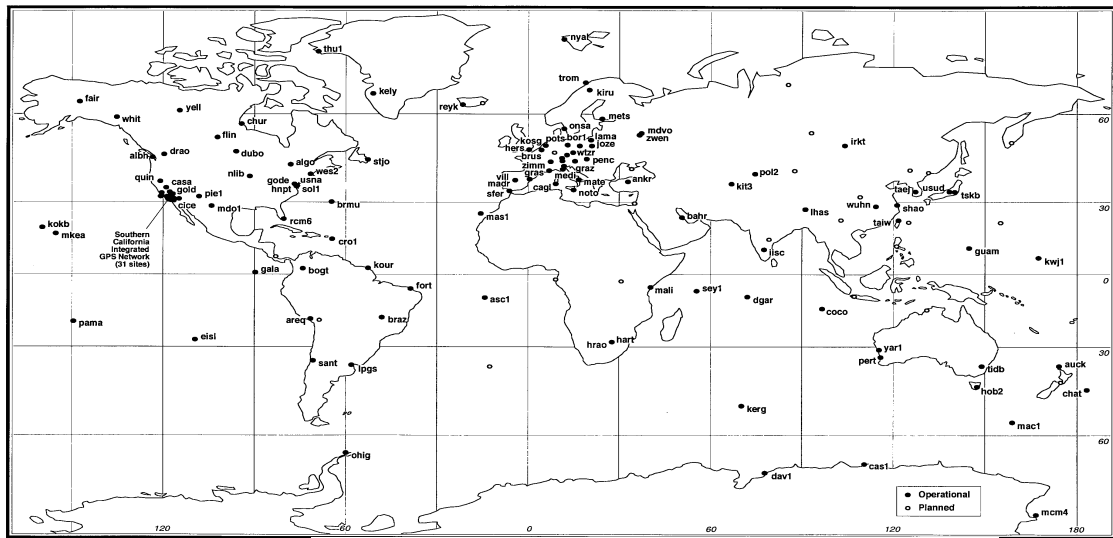 nyal
thu1
trom
kely
kiru
fair
reyk
yell
whit
mets
chur
onsa
mdvo
flin
zwen
pots
bor1
lama
kosg
joze
hers
irkt
drao
albh
dubo
brus
wtzr
algo
stjo
penc
zimm
graz
wes2
nlib
gras
medi
pol2
quin
casa
gode
usna
vill
mate
ankr
kit3
taej
usud
gold
hnpt
sol1
madr
cagl
noto
tskb
pie1
sfer
cice
brmu
wuhn
shao
mdo1
lhas
mas1
bahr
rcm6
taiw
kokb
mkea
Southern
California
Integrated
GPS Network
(31 sites)
cro1
iisc
guam
kwj1
gala
bogt
kour
fort
mali
sey1
asc1
dgar
coco
pama
areq
braz
eisi
hrao
hart
yar1
pert
sant
lpgs
tidb
auck
hob2
chat
kerg
mac1
ohig
cas1
dav1
mcm4
60
30
0
30
60
120
60
0
60
120
180
Operational
Planned